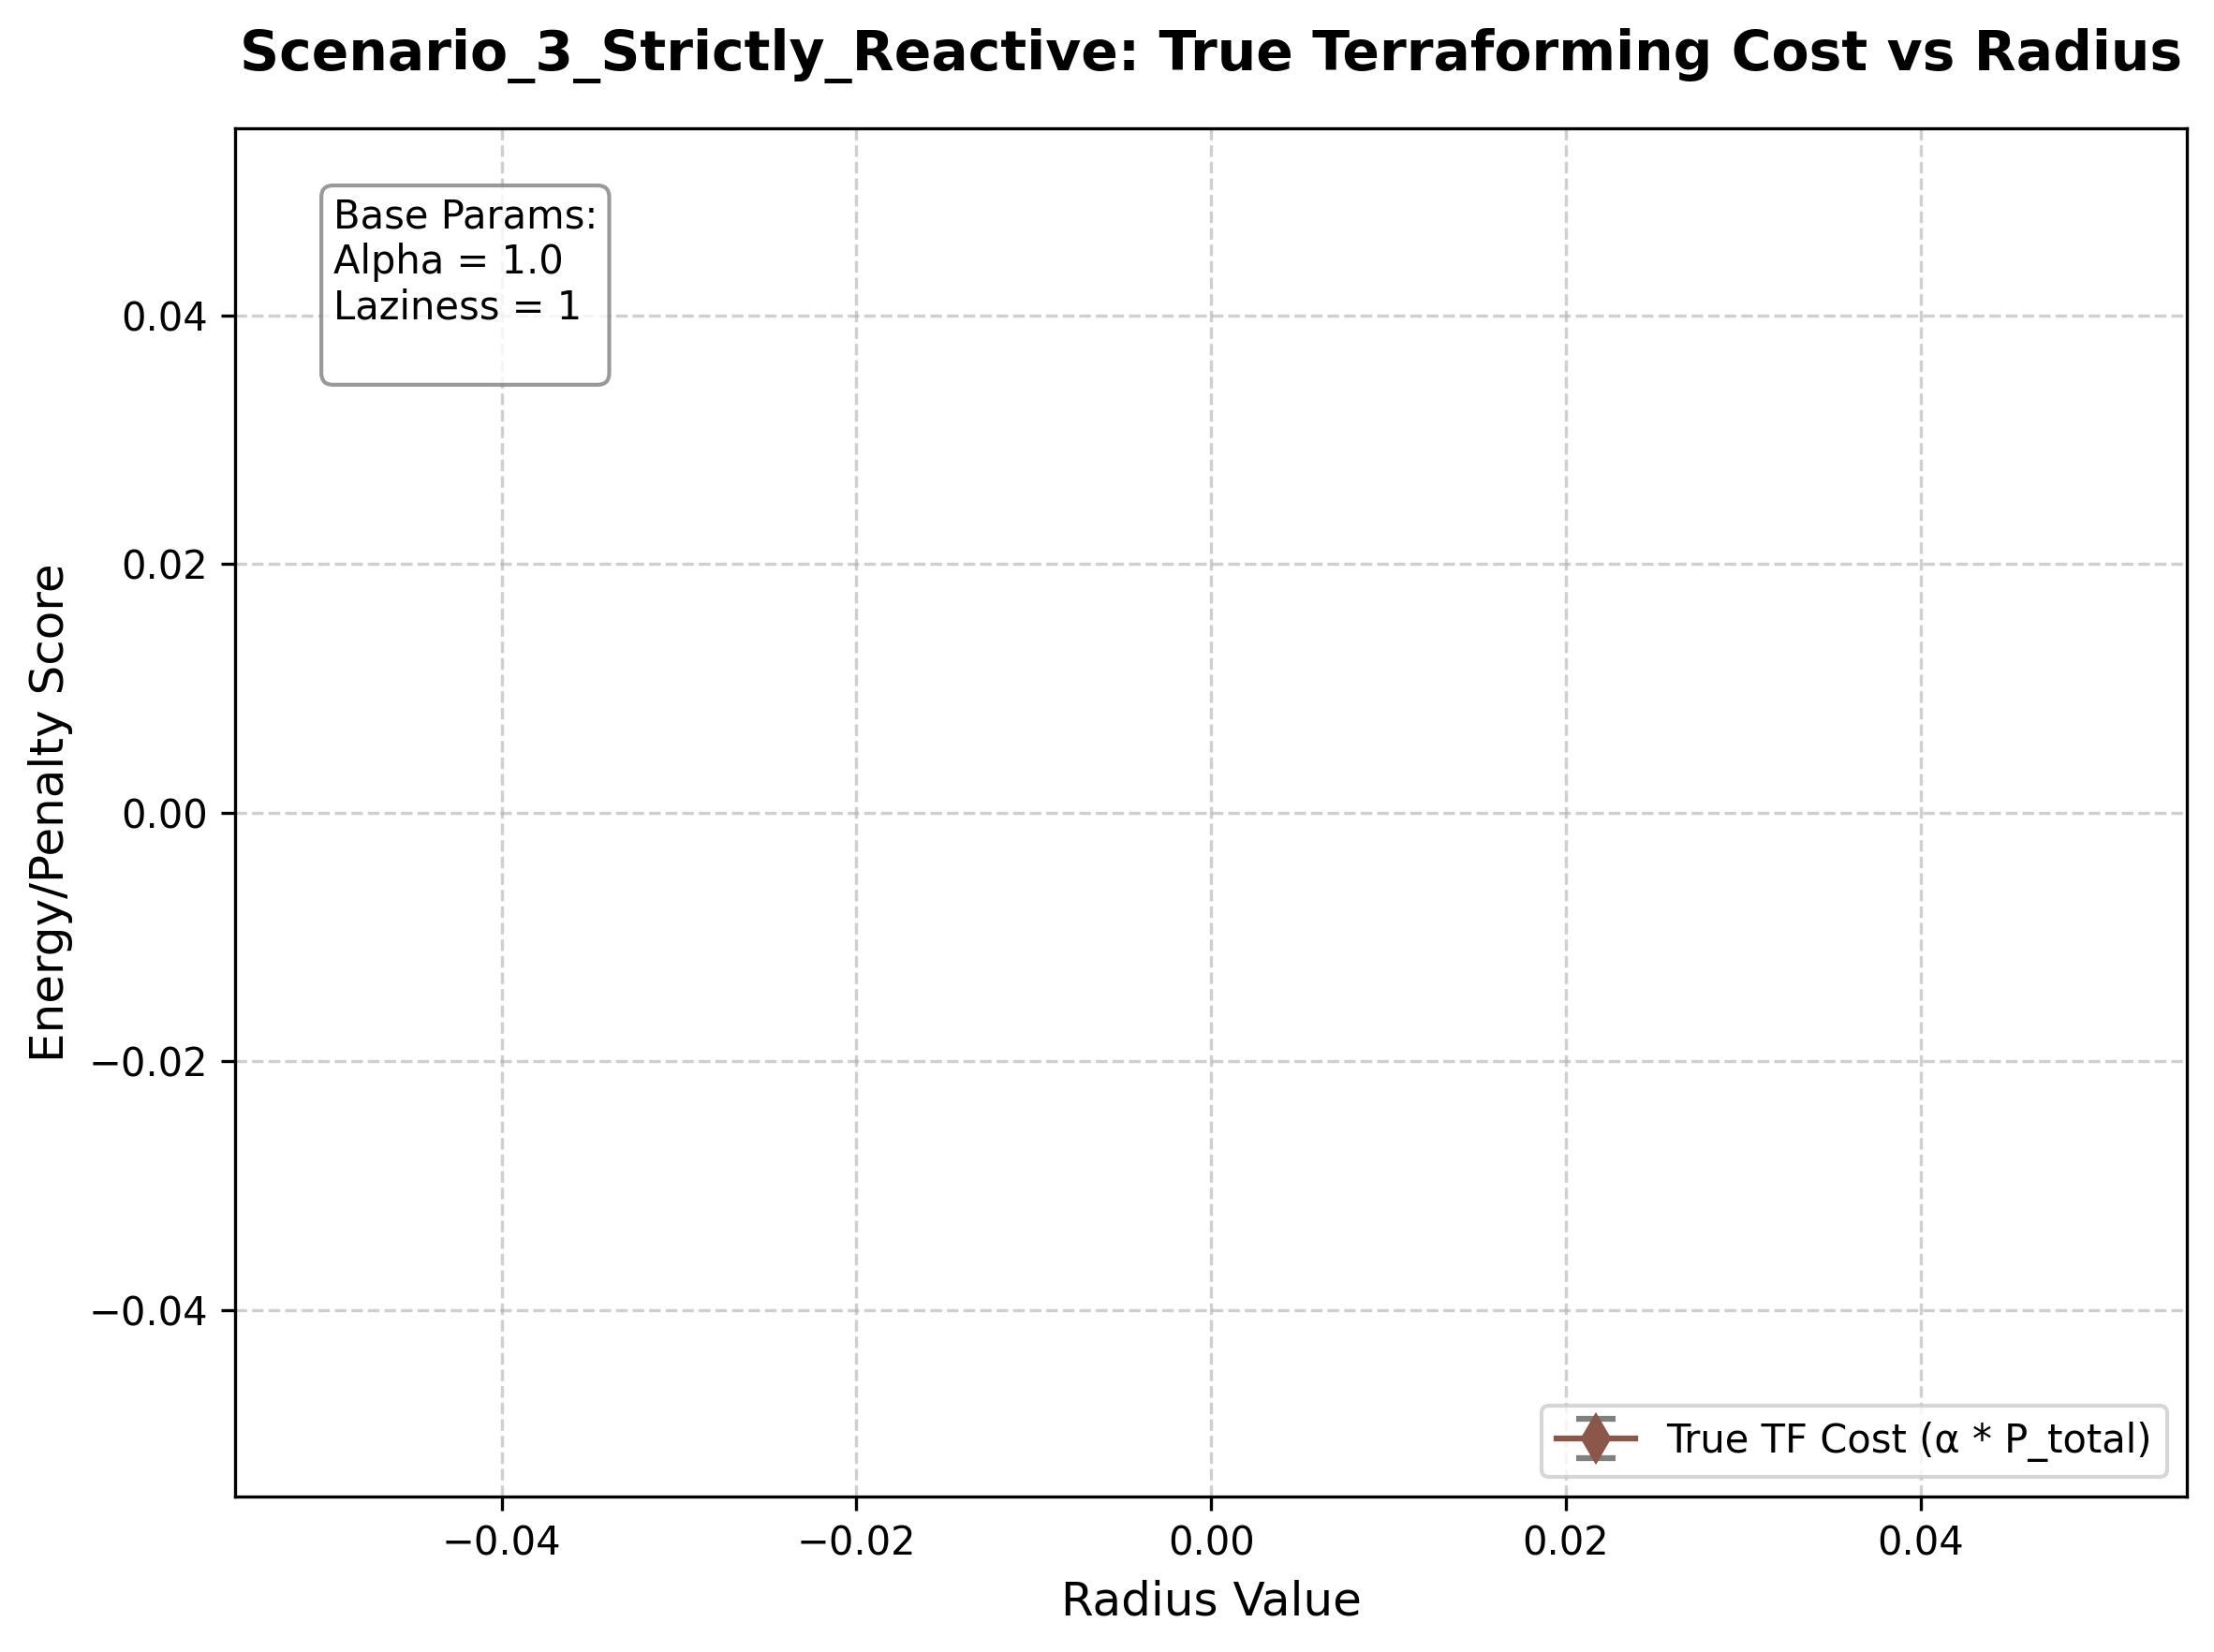 Scenario_3_Strictly_Reactive: True Terraforming Cost vs Radius
Base Params:
Alpha = 1.0
Laziness = 1
Energy/Penalty Score
0.04
0.02
0.00
−0.02
−0.04
True TF Cost (α * P_total)
−0.04
−0.02
0.00
0.02
0.04
Radius Value